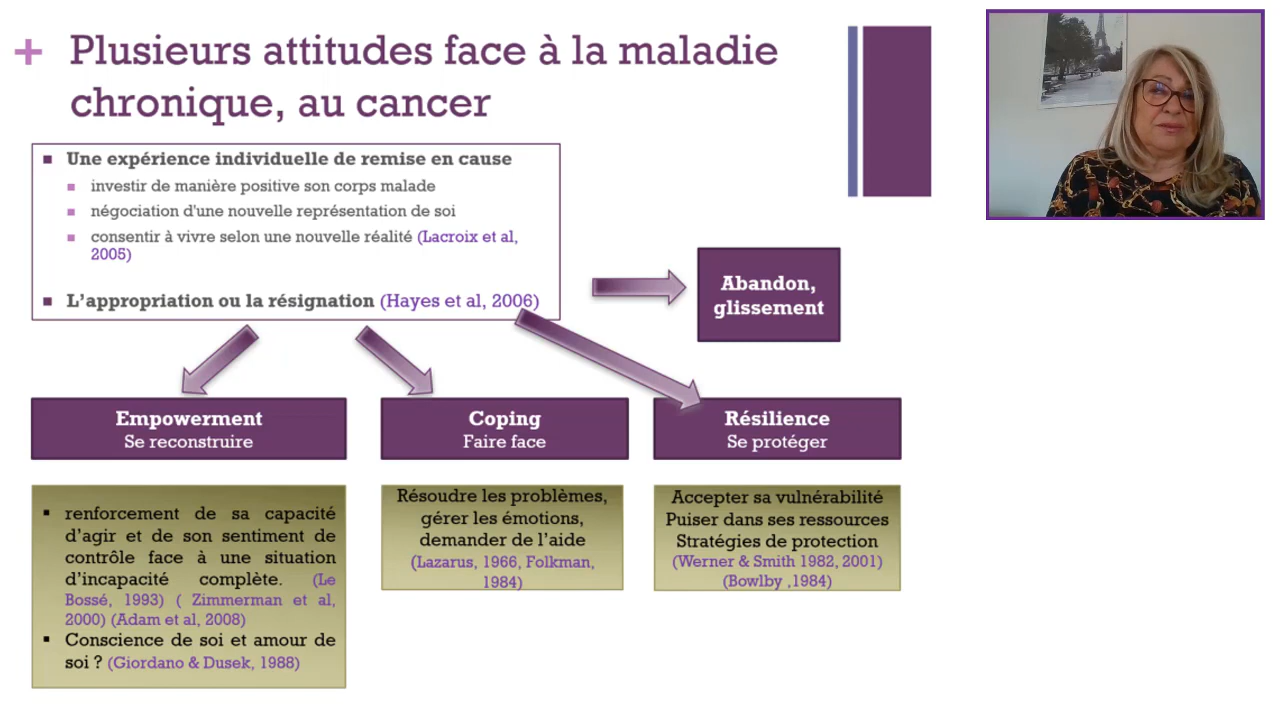 + Plusieurs attitudes face à la maladie
chronique, au cancer
▪ Une expérience individuelle de remise en cause
▪ investir de manière positive son corps malade
▪ négociation d'une nouvelle représentation de soi
▪ consentir à vivre selon une nouvelle réalité (Lacroix et al,
2005)
▪ L'appropriation ou la résignation (Hayes et al, 2006)
Abandon,
glissement
Empowerment
Se reconstruire
▪ renforcement de sa capacité
d'agir et de son sentiment de
contrôle face à une situation
d'incapacité complète. (Le
Bossé, 1993) ( Zimmerman et al,
2000) (Adam et al, 2008)
▪ Conscience de soi et amour de
soi ? (Giordano & Dusek, 1988)
Coping
Faire face
Résoudre les problèmes,
gérer les émotions,
demander de l'aide
(Lazarus, 1966, Folkman,
1984)
Résilience
Se protéger
Accepter sa vulnérabilité
Puiser dans ses ressources
Stratégies de protection
(Werner & Smith 1982, 2001)
(Bowlby ,1984)